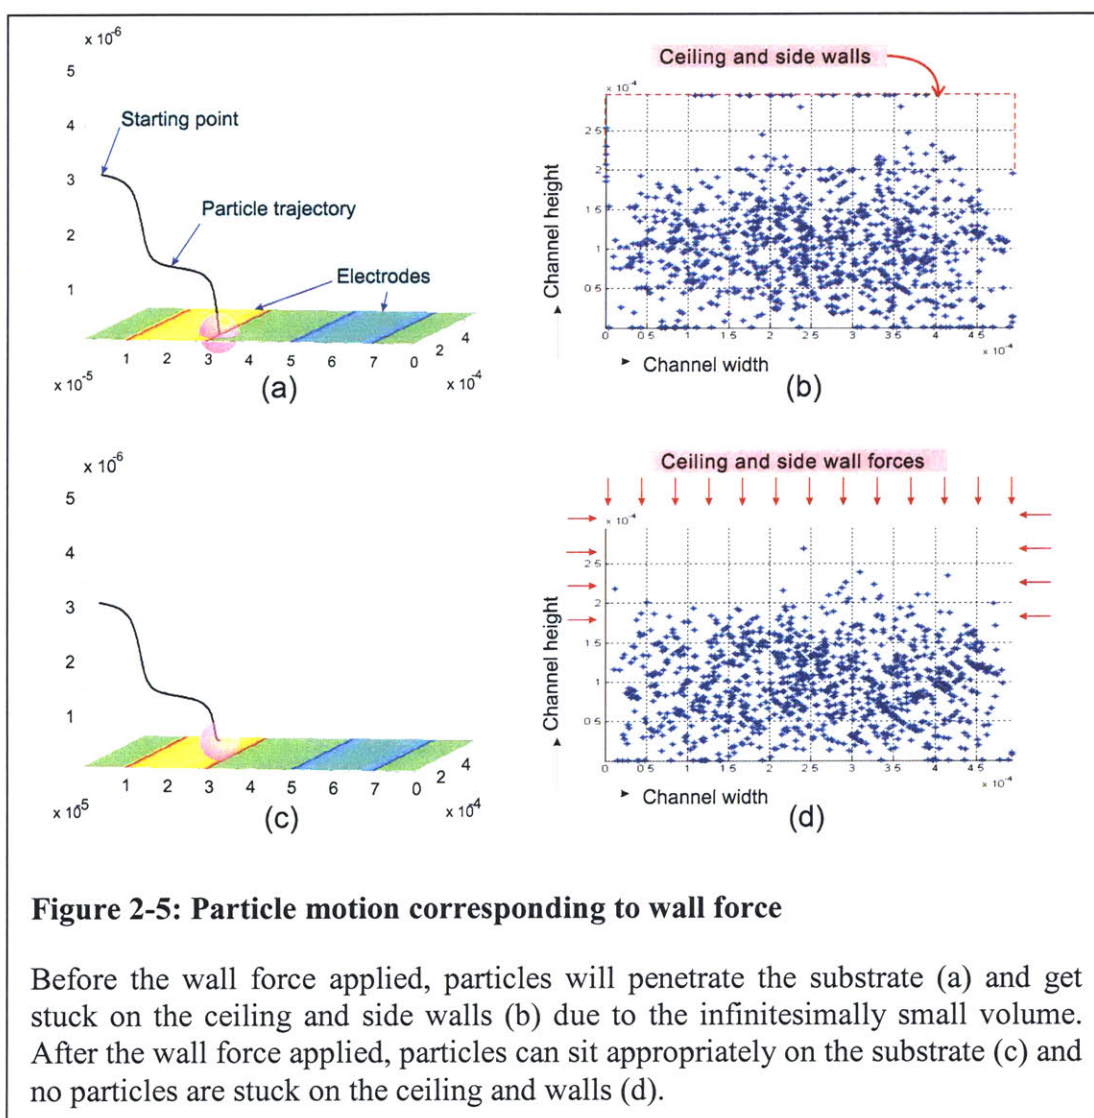 x 10-6
5
4
Starting point
3
Particle trajectory
2
Electrodes
1
4
2
1 2 3 4 5 6 7 0
x 10-5
x 10-4
(a)
Ceiling and side walls
x 10-4
2 5
2
1 5
1
0 5
0
Channel height
0 0 5 1 1 5 2 2 5 3 3 5 4 4 5
x 10-4
Channel width
(b)
x 10-6
5
4
3
2
1
4
2
1 2 3 4 5 6 7 0
x 10-5
x 10-4
(c)
Ceiling and side wall forces
x 10-4
2 5
2
1 5
1
0 5
0
Channel height
0 0 5 1 1 5 2 2 5 3 3 5 4 4 5
x 10-4
Channel width
(d)
Figure 2-5: Particle motion corresponding to wall force
Before the wall force applied, particles will penetrate the substrate (a) and get
stuck on the ceiling and side walls (b) due to the infinitesimally small volume.
After the wall force applied, particles can sit appropriately on the substrate (c) and
no particles are stuck on the ceiling and walls (d).